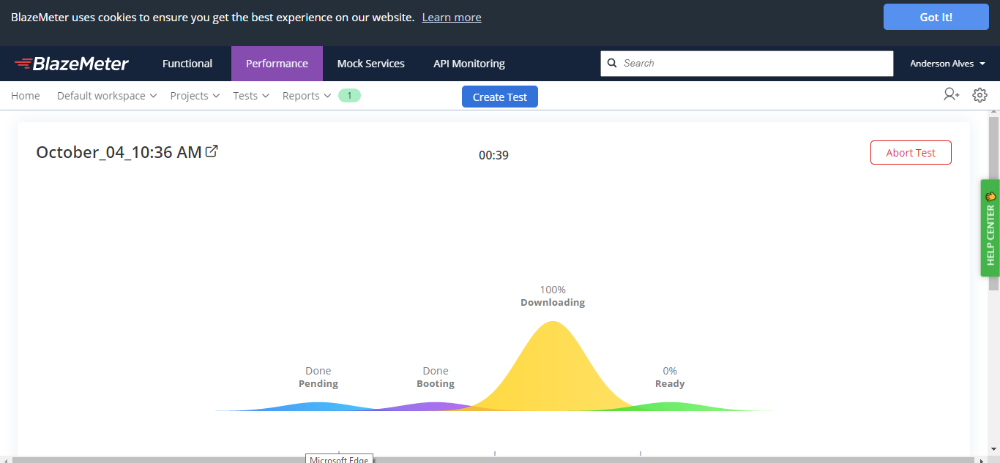 BlazeMeter uses cookies to ensure you get the best experience on our website. Learn more
Got It!
BlazeMeter
Functional
Performance
Mock Services
API Monitoring
Search
Anderson Alves
Home
Default workspace
Projects
Tests
Reports
1
Create Test
October_04_10:36 AM
00:39
Abort Test
HELP CENTER
100%
Downloading
Done
Pending
Done
Booting
0%
Ready
Microsoft Edge